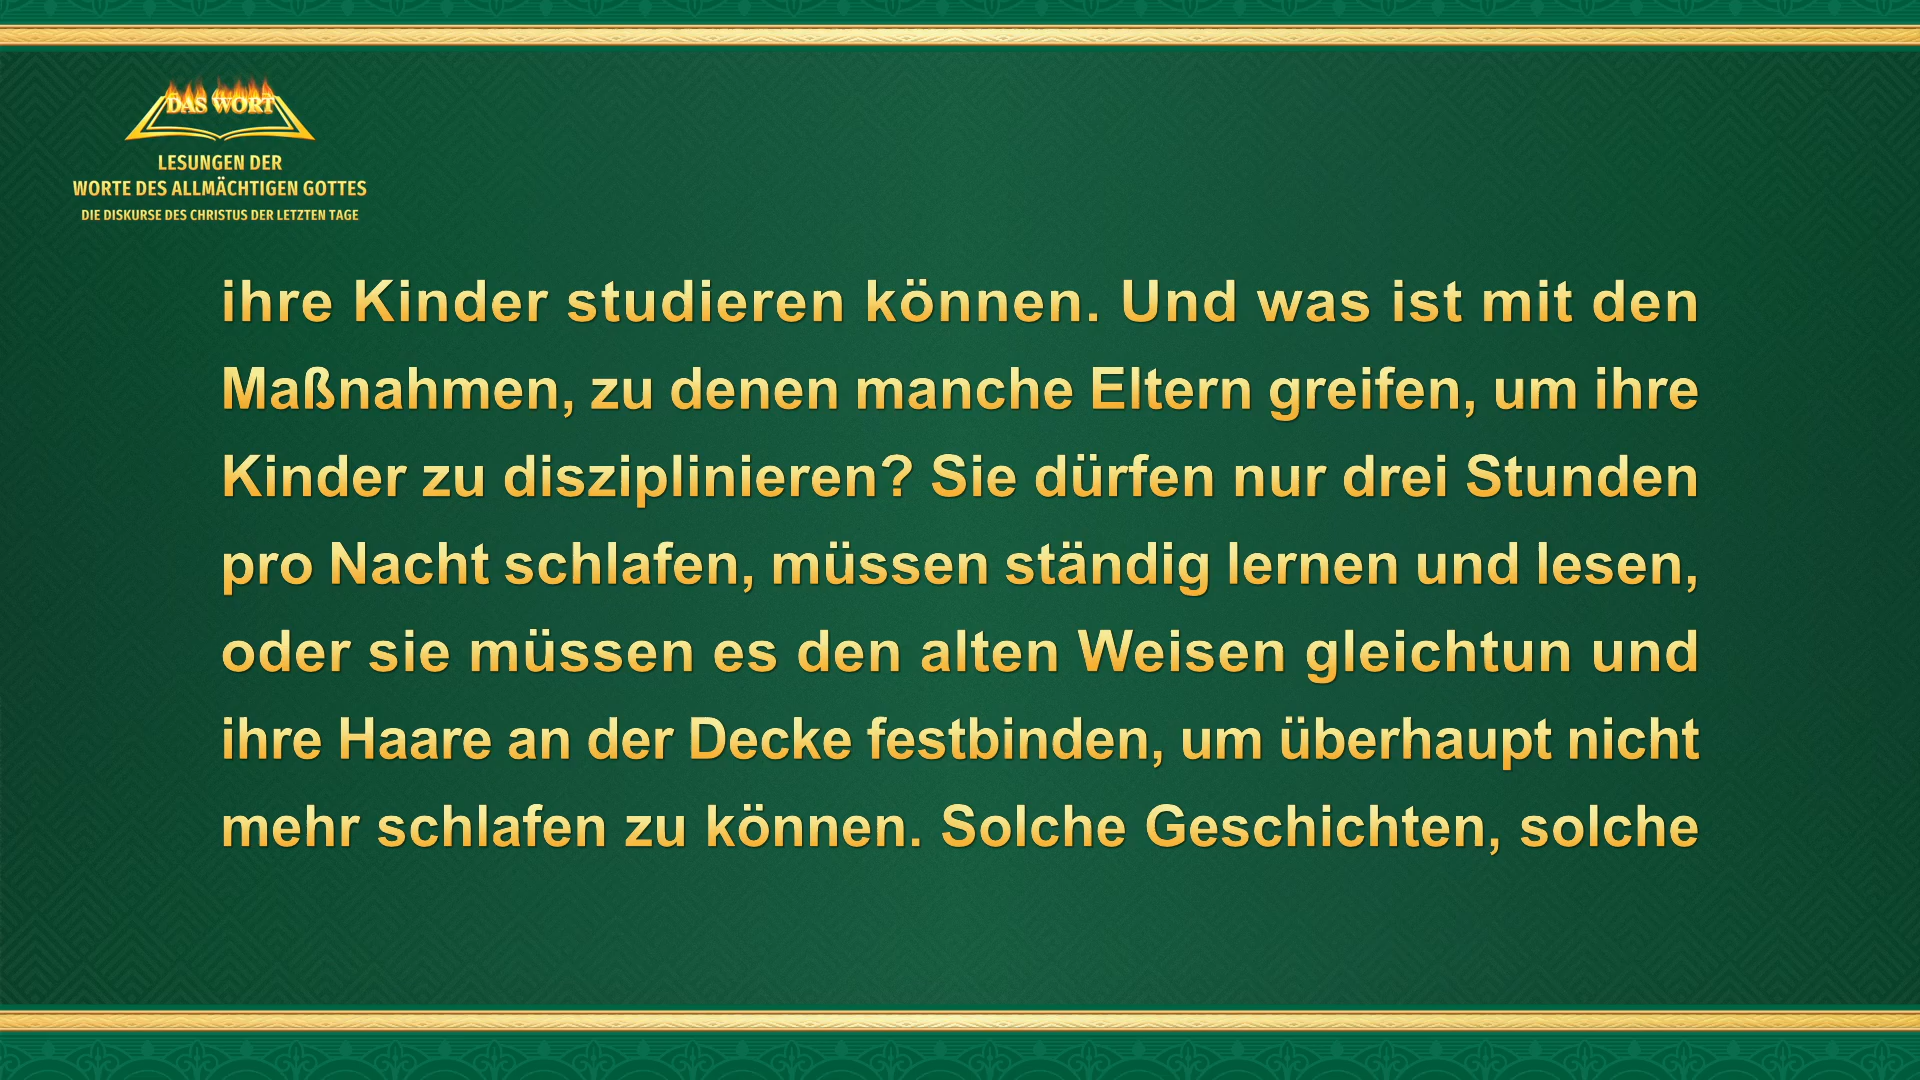 DAS WORT
LESUNGEN DER
WORTE DES ALLMÄCHTIGEN GOTTES
DIE DISKURSE DES CHRISTUS DER LETZTEN TAGE
ihre Kinder studieren können. Und was ist mit den
Maßnahmen, zu denen manche Eltern greifen, um ihre
Kinder zu disziplinieren? Sie dürfen nur drei Stunden
pro Nacht schlafen, müssen ständig lernen und lesen,
oder sie müssen es den alten Weisen gleichtun und
ihre Haare an der Decke festbinden, um überhaupt nicht
mehr schlafen zu können. Solche Geschichten, solche